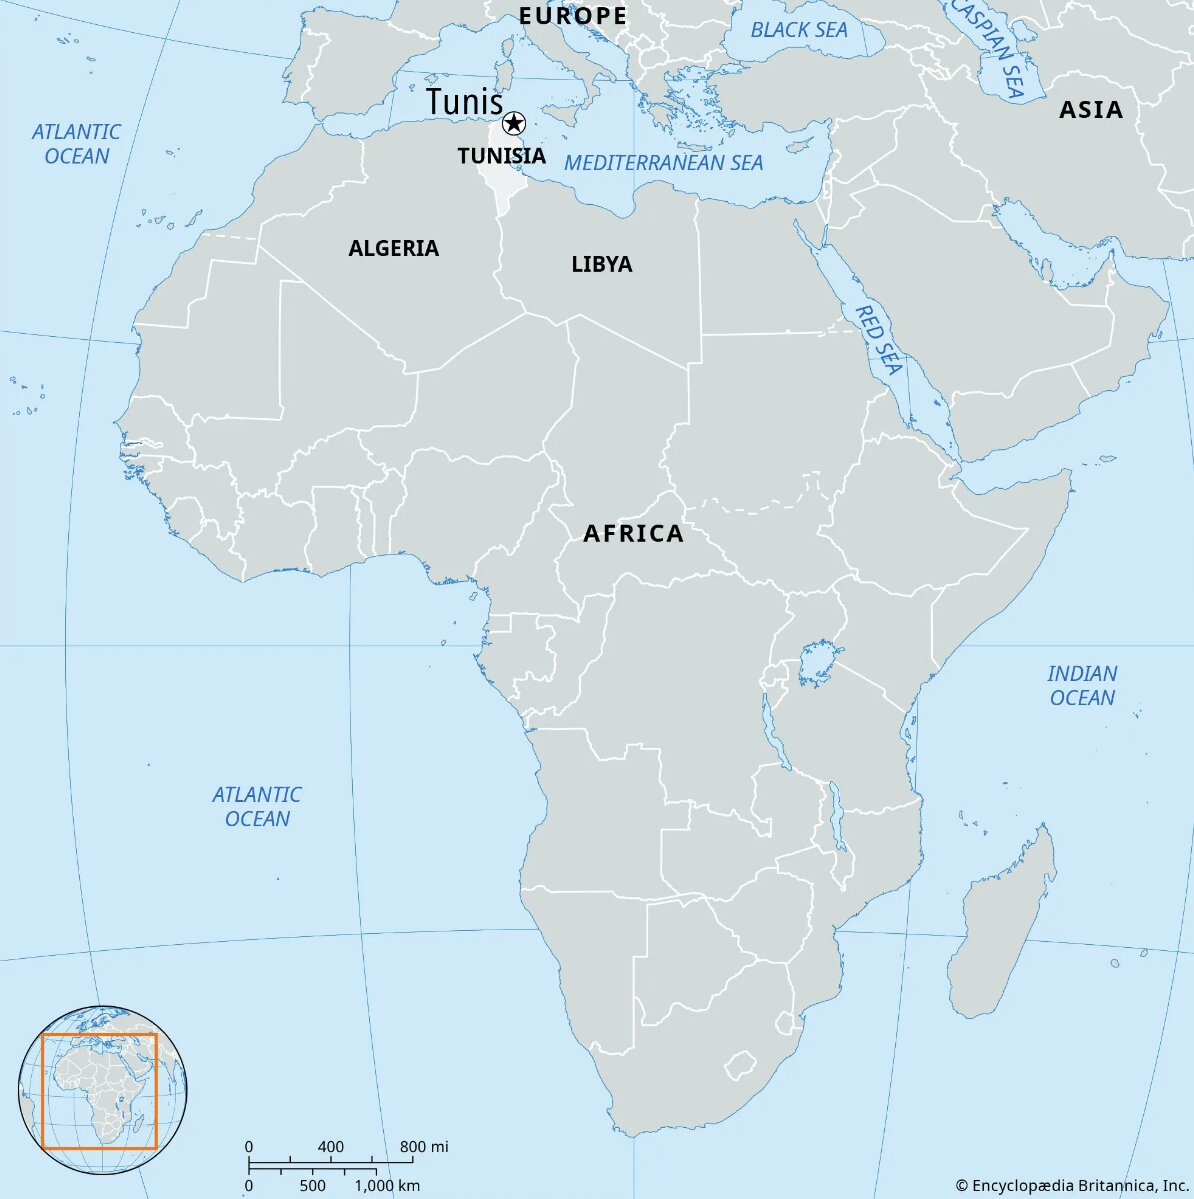 EUROPE
BLACK SEA
CASPIAN SEA
ASIA
Tunis
ATLANTIC
OCEAN
TUNISIA
MEDITERRANEAN SEA
ALGERIA
LIBYA
RED SEA
AFRICA
INDIAN
OCEAN
ATLANTIC
OCEAN
0 400 800 mi
0 500 1,000 km
© Encyclopædia Britannica, Inc.